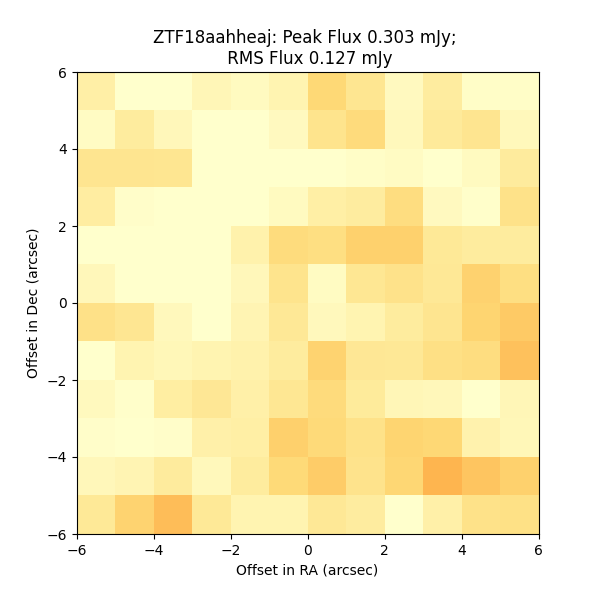 ZTF18aahheaj: Peak Flux 0.303 mJy;
RMS Flux 0.127 mJy
6
4
2
0
−2
−4
−6
Offset in Dec (arcsec)
−6 −4 −2 0 2 4 6
Offset in RA (arcsec)